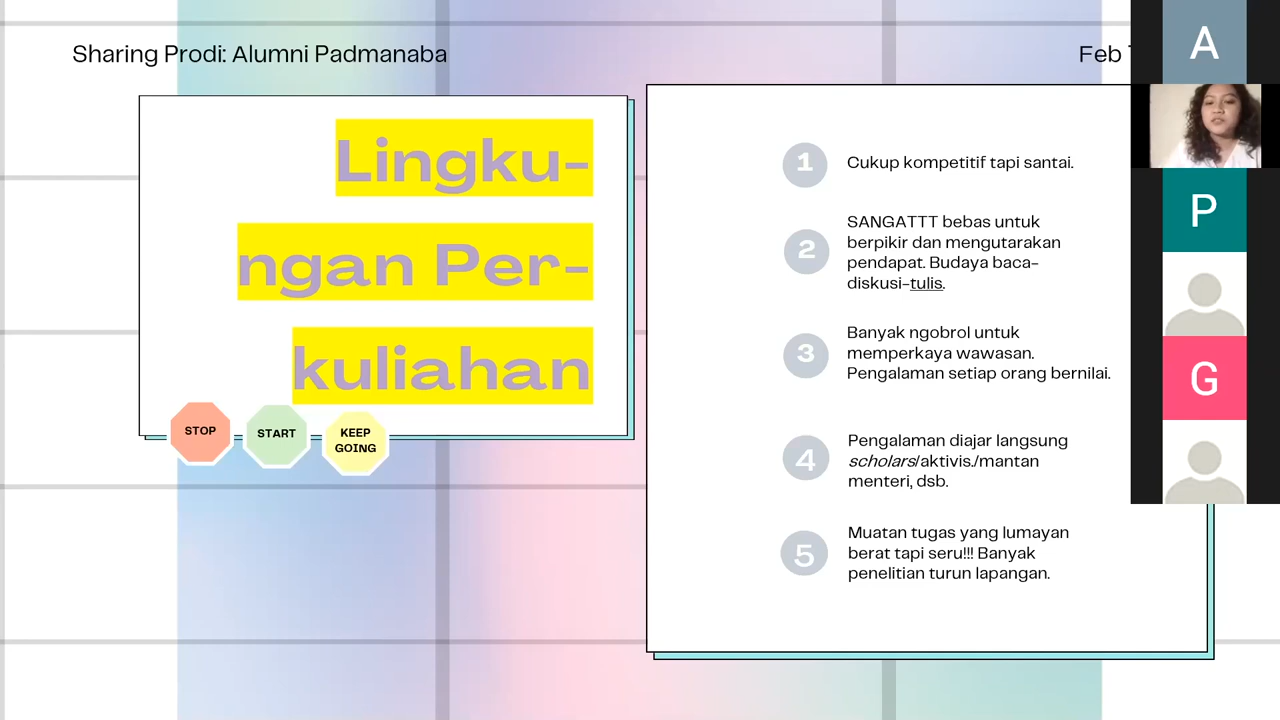 Sharing Prodi: Alumni Padmanaba
Feb
Lingku-
ngan Per-
kuliahan
STOP
START
KEEP
GOING
1
Cukup kompetitif tapi santai.
2
SANGATTT bebas untuk
berpikir dan mengutarakan
pendapat. Budaya baca-
diskusi-tulis.
3
Banyak ngobrol untuk
memperkaya wawasan.
Pengalaman setiap orang bernilai.
4
Pengalaman diajar langsung
scholars/aktivis./mantan
menteri, dsb.
5
Muatan tugas yang lumayan
berat tapi seru!!! Banyak
penelitian turun lapangan.
A
P
G